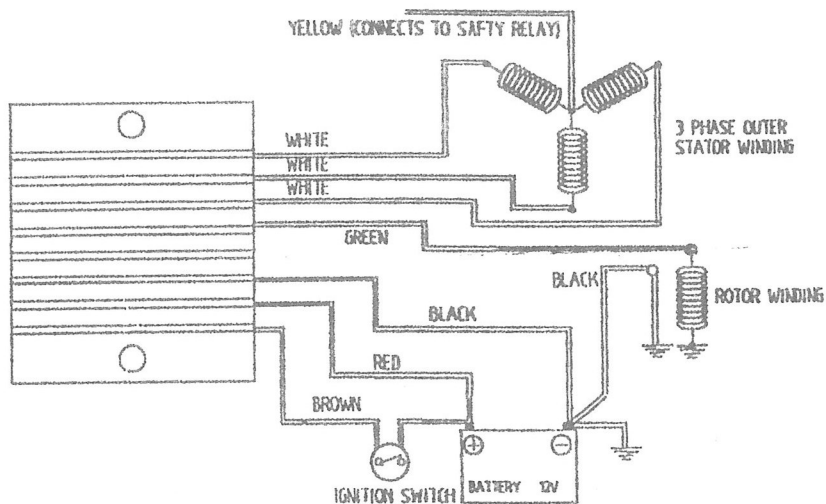 YELLOW (CONNECTS TO SAFTY RELAY)
3 PHASE OUTER
STATOR WINDING
WHITE
WHITE
WHITE
GREEN
BLACK
ROTOR WINDING
BLACK
RED
BROWN
+
−
BATTERY 12V
IGNITION SWITCH